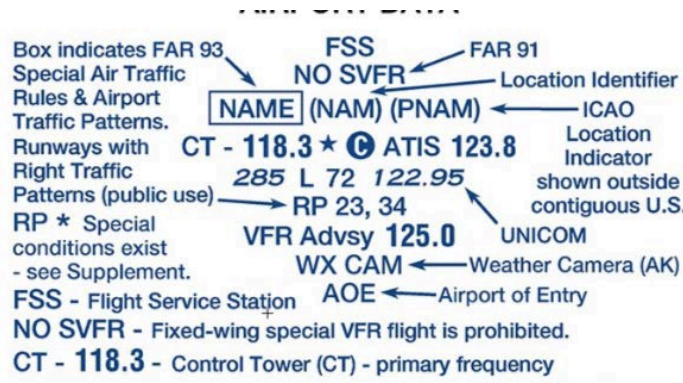 AIRPORT DATA
Box indicates FAR 93
Special Air Traffic
Rules & Airport
Traffic Patterns.
Runways with
Right Traffic
Patterns (public use)
RP * Special
conditions exist
- see Supplement.
FSS
NO SVFR
FAR 91
Location Identifier
NAME (NAM) (PNAM)
ICAO
Location
Indicator
shown outside
contiguous U.S.
CT - 118.3 ★ C ATIS 123.8
285 L 72 122.95
RP 23, 34
UNICOM
VFR Advsy 125.0
WX CAM
Weather Camera (AK)
AOE
Airport of Entry
FSS - Flight Service Station
NO SVFR - Fixed-wing special VFR flight is prohibited.
CT - 118.3 - Control Tower (CT) - primary frequency